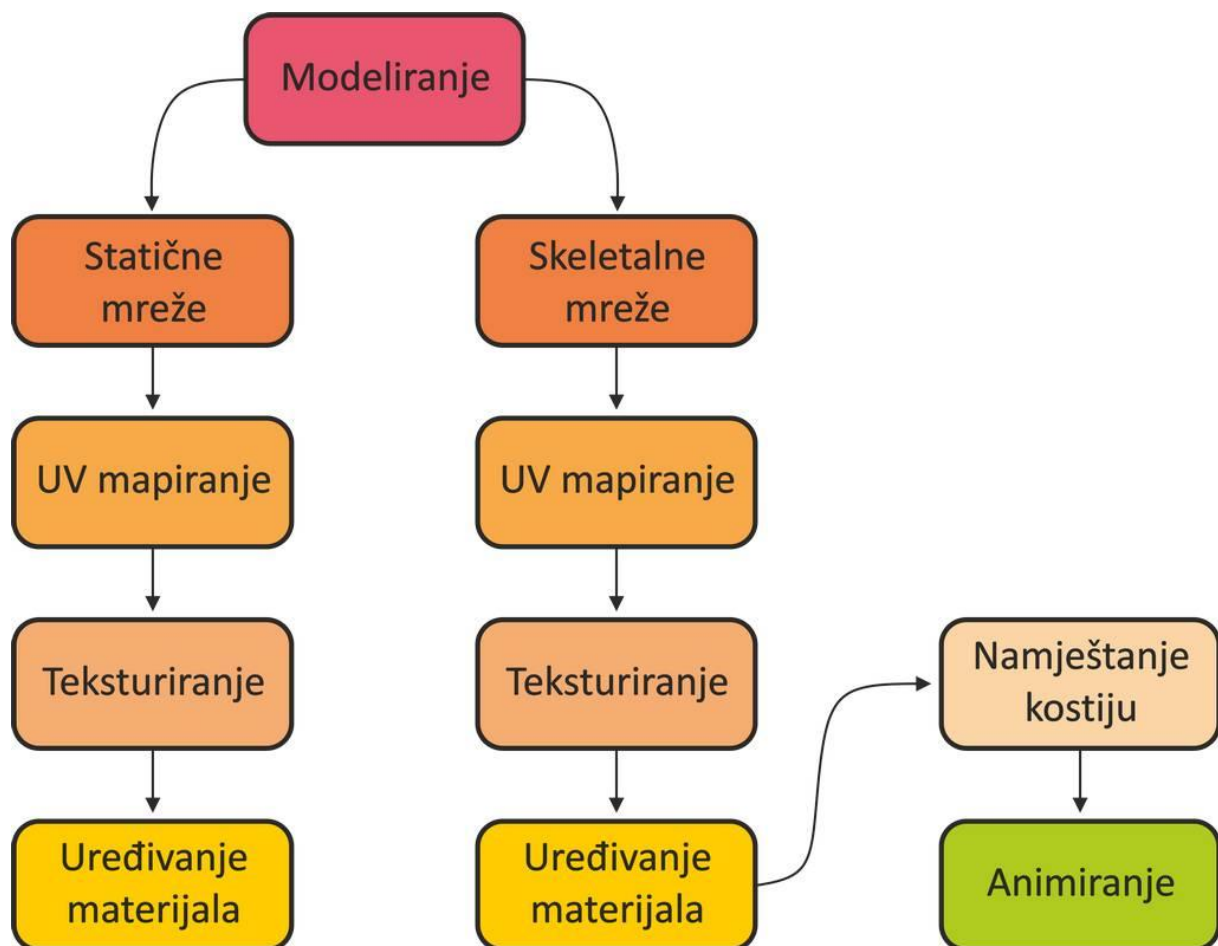 Modeliranje
Statične
mreže
Skeletalne
mreže
UV mapiranje
UV mapiranje
Teksturiranje
Teksturiranje
Namještanje
kostiju
Uređivanje
materijala
Uređivanje
materijala
Animiranje